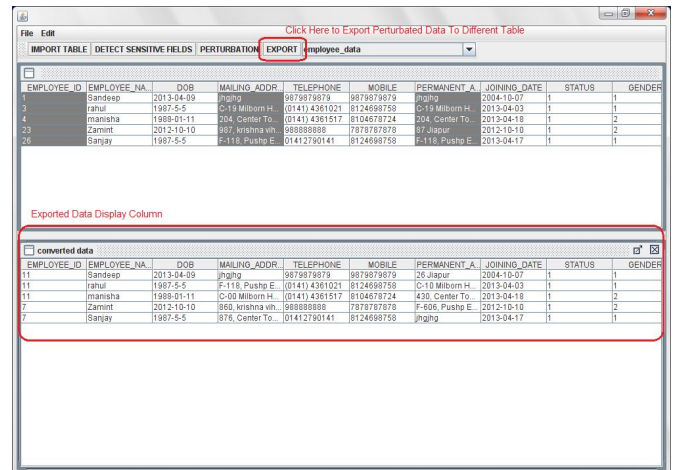 Click Here to Export Perturbated Data To Different Table
File Edit
IMPORT TABLE DETECT SENSITIVE FIELDS PERTURBATION EXPORT employee_data
EMPLOYEE_ID EMPLOYEE_NA... DOB MAILING_ADDR... TELEPHONE MOBILE PERMANENT_A... JOINING_DATE STATUS GENDER
1 Sandeep 2013-04-09 jhgjhg 9879879879 9879879879 jhgjhg 2004-10-07 1 1
3 rahul 1987-5-5 C-19 Milborn H... (0141) 4361021 8124698758 C-19 Milborn H... 2013-04-03 1 1
4 manisha 1988-01-11 204, Center To... (0141) 4361517 8104678724 204, Center To... 2013-04-18 1 2
23 Zamint 2012-10-10 987, krishna vih... 988888888 7878787878 87 Jiapur 2012-10-10 1 2
26 Sanjay 1987-5-5 F-118, Pushp E... 01412790141 8124698758 F-118, Pushp E... 2013-04-17 1 1
Exported Data Display Column
converted data
EMPLOYEE_ID EMPLOYEE_NA... DOB MAILING_ADDR... TELEPHONE MOBILE PERMANENT_A... JOINING_DATE STATUS GENDER
11 Sandeep 2013-04-09 jhgjhg 9879879879 9879879879 26 Jiapur 2004-10-07 1 1
11 rahul 1987-5-5 F-118, Pushp E... (0141) 4361021 8124698758 C-10 Milborn H... 2013-04-03 1 1
11 manisha 1988-01-11 C-00 Milborn H... (0141) 4361517 8104678724 430, Center To... 2013-04-18 1 2
7 Zamint 2012-10-10 860, krishna vih... 988888888 7878787878 F-606, Pushp E... 2012-10-10 1 2
7 Sanjay 1987-5-5 876, Center To... 01412790141 8124698758 jhgjhg 2013-04-17 1 1